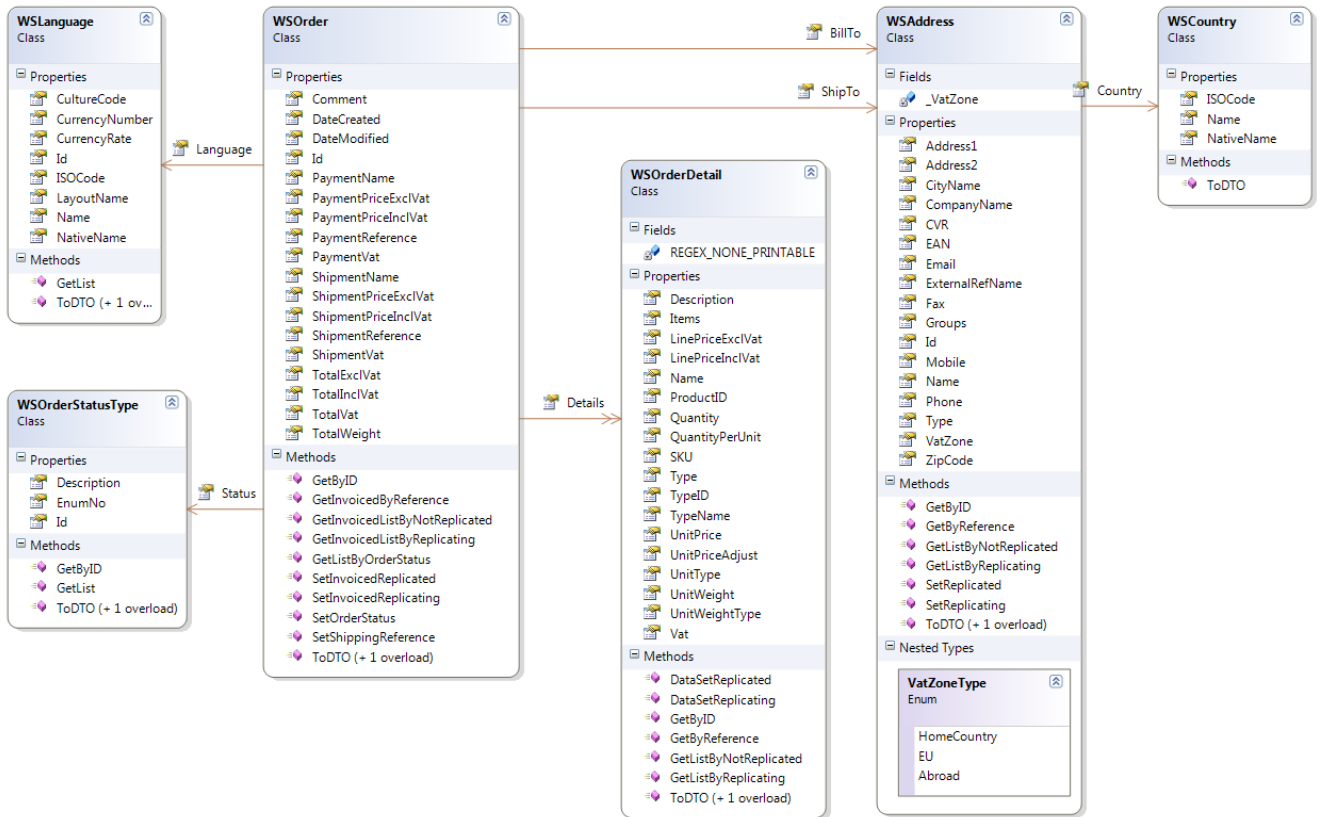 WSLanguage
Class
Properties
CultureCode
CurrencyNumber
CurrencyRate
Id
ISOCode
LayoutName
Name
NativeName
Methods
GetList
ToDTO (+ 1 ov...
Language
WSOrderStatusType
Class
Properties
Description
EnumNo
Id
Methods
GetByID
GetList
ToDTO (+ 1 overload)
Status
WSOrder
Class
Properties
Comment
DateCreated
DateModified
Id
PaymentName
PaymentPriceExclVat
PaymentPriceInclVat
PaymentReference
PaymentVat
ShipmentName
ShipmentPriceExclVat
ShipmentPriceInclVat
ShipmentReference
ShipmentVat
TotalExclVat
TotalInclVat
TotalVat
TotalWeight
Methods
GetByID
GetInvoicedByReference
GetInvoicedListByNotReplicated
GetInvoicedListByReplicating
GetListByOrderStatus
SetInvoicedReplicated
SetInvoicedReplicating
SetOrderStatus
SetShippingReference
ToDTO (+ 1 overload)
BillTo
ShipTo
Details
WSOrderDetail
Class
Fields
REGEX_NONE_PRINTABLE
Properties
Description
Items
LinePriceExclVat
LinePriceInclVat
Name
ProductID
Quantity
QuantityPerUnit
SKU
Type
TypeID
TypeName
UnitPrice
UnitPriceAdjust
UnitType
UnitWeight
UnitWeightType
Vat
Methods
DataSetReplicated
DataSetReplicating
GetByID
GetByReference
GetListByNotReplicated
GetListByReplicating
ToDTO (+ 1 overload)
WSAddress
Class
Fields
_VatZone
Properties
Address1
Address2
CityName
CompanyName
CVR
EAN
Email
ExternalRefName
Fax
Groups
Id
Mobile
Name
Phone
Type
VatZone
ZipCode
Methods
GetByID
GetByReference
GetListByNotReplicated
GetListByReplicating
SetReplicated
SetReplicating
ToDTO (+ 1 overload)
Nested Types
VatZoneType
Enum
HomeCountry
EU
Abroad
Country
WSCountry
Class
Properties
ISOCode
Name
NativeName
Methods
ToDTO